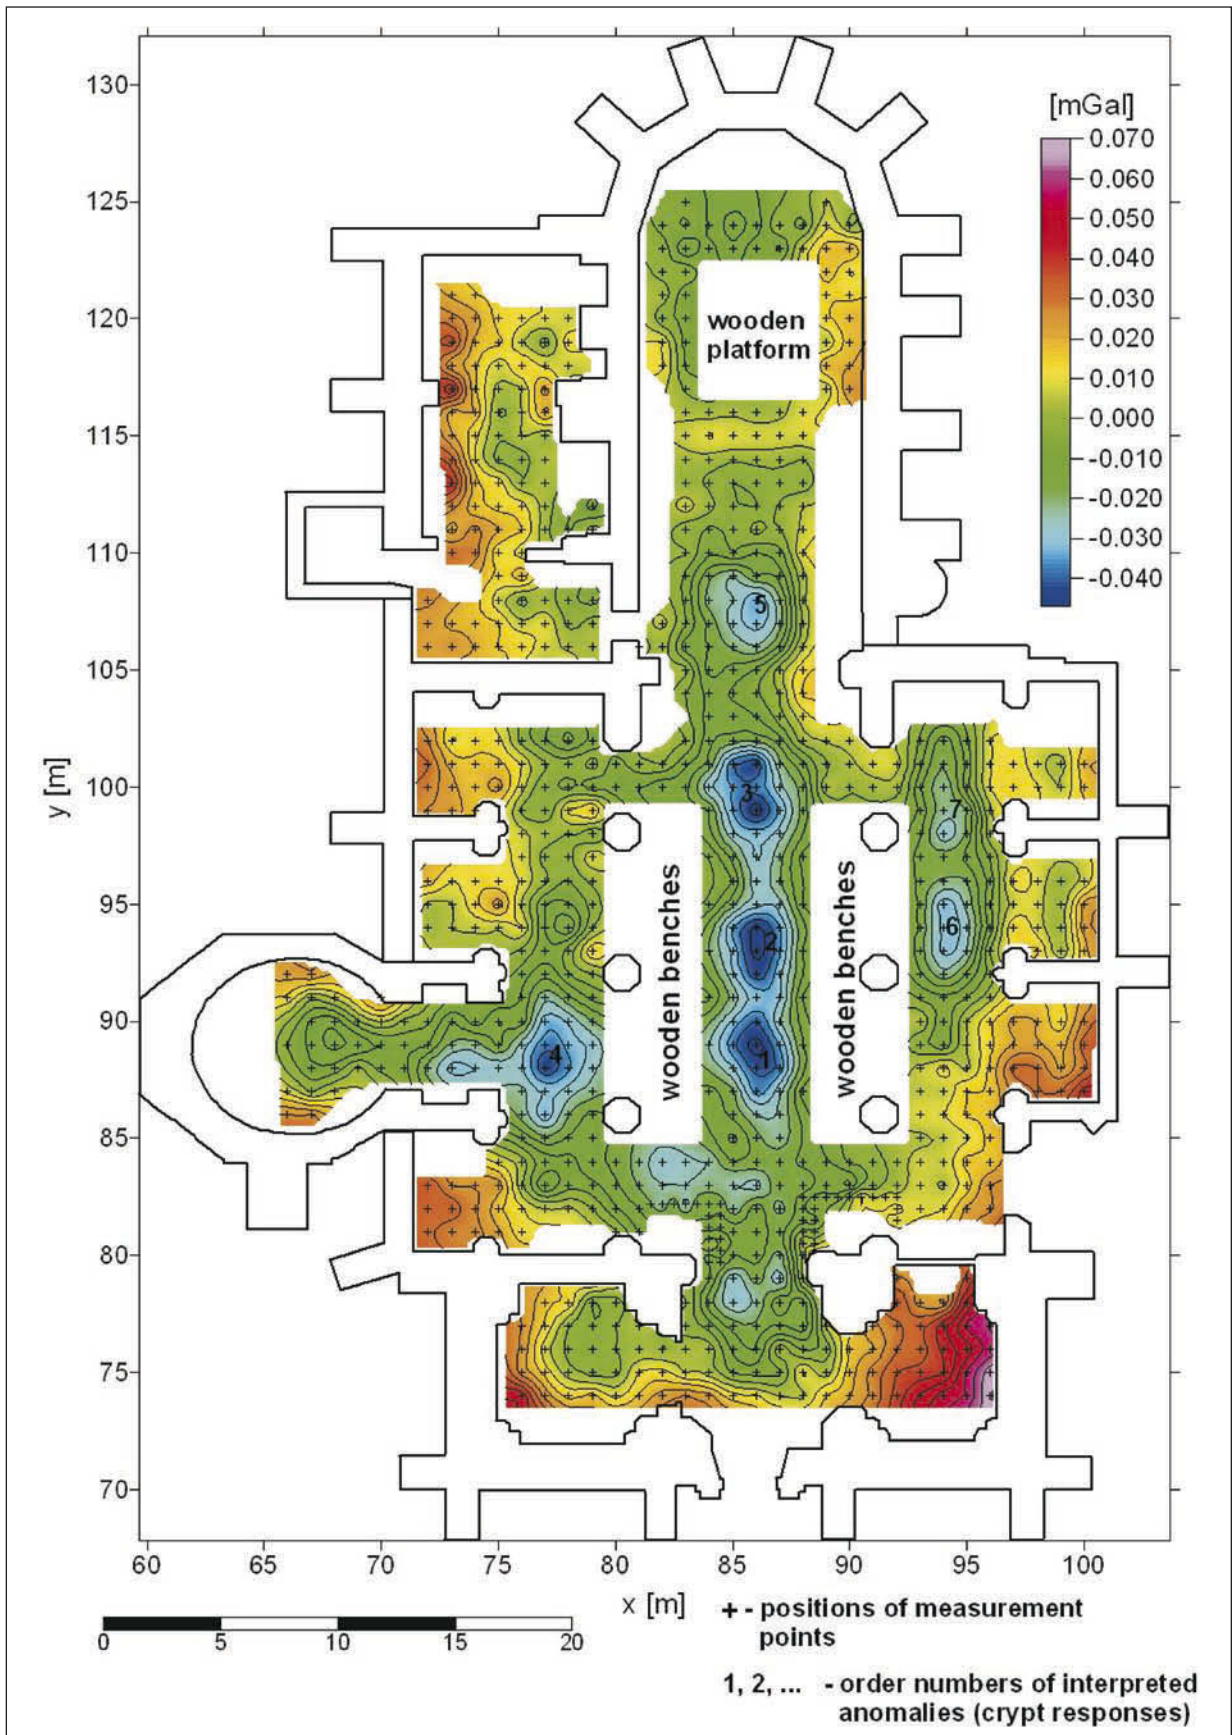 [mGal]
0.070
0.060
0.050
0.040
0.030
0.020
0.010
0.000
-0.010
-0.020
-0.030
-0.040
130
125
120
115
110
105
100
95
90
85
80
75
70
y [m]
wooden
platform
5
3
7
2
6
4
1
wooden benches
wooden benches
60 65 70 75 80 85 90 95 100
x [m]
0 5 10 15 20
+ - positions of measurement
points
1, 2, ... - order numbers of interpreted
anomalies (crypt responses)